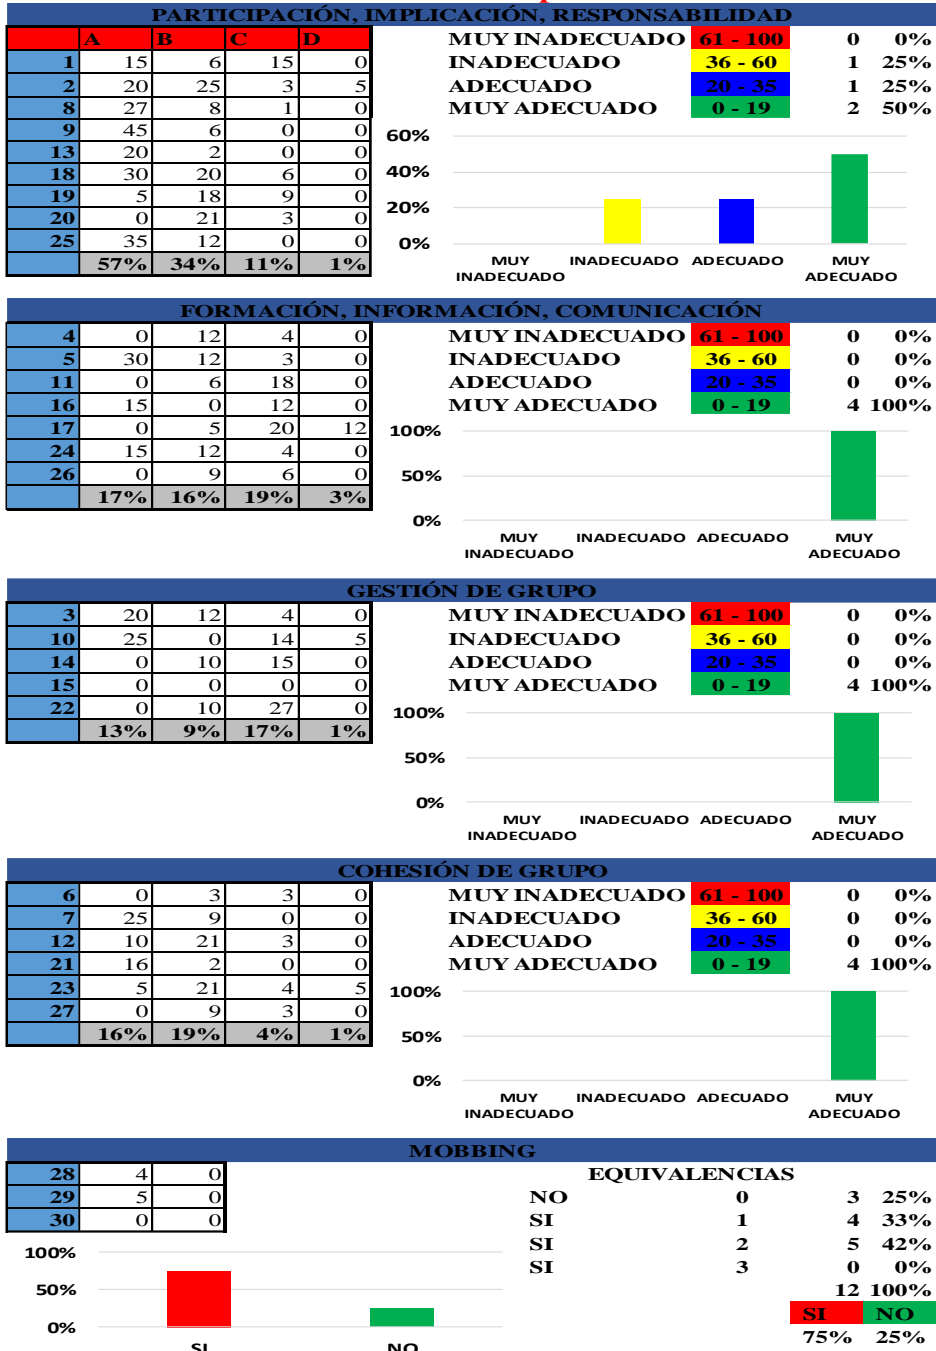 PARTICIPACIÓN, IMPLICACIÓN, RESPONSABILIDAD
A B C D MUY INADECUADO 61 - 100 0 0%
1 15 6 15 0 INADECUADO 36 - 60 1 25%
2 20 25 3 5 ADECUADO 20 - 35 1 25%
8 27 8 1 0 MUY ADECUADO 0 - 19 2 50%
9 45 6 0 0
13 20 2 0 0
18 30 20 6 0
19 5 18 9 0
20 0 21 3 0
25 35 12 0 0
57% 34% 11% 1%
60%
40%
20%
0%
MUY INADECUADO INADECUADO ADECUADO MUY ADECUADO
FORMACIÓN, INFORMACIÓN, COMUNICACIÓN
4 0 12 4 0 MUY INADECUADO 61 - 100 0 0%
5 30 12 3 0 INADECUADO 36 - 60 0 0%
11 0 6 18 0 ADECUADO 20 - 35 0 0%
16 15 0 12 0 MUY ADECUADO 0 - 19 4 100%
17 0 5 20 12
24 15 12 4 0
26 0 9 6 0
17% 16% 19% 3%
100%
50%
0%
MUY INADECUADO INADECUADO ADECUADO MUY ADECUADO
GESTIÓN DE GRUPO
3 20 12 4 0 MUY INADECUADO 61 - 100 0 0%
10 25 0 14 5 INADECUADO 36 - 60 0 0%
14 0 10 15 0 ADECUADO 20 - 35 0 0%
15 0 0 0 0 MUY ADECUADO 0 - 19 4 100%
22 0 10 27 0
13% 9% 17% 1%
100%
50%
0%
MUY INADECUADO INADECUADO ADECUADO MUY ADECUADO
COHESIÓN DE GRUPO
6 0 3 3 0 MUY INADECUADO 61 - 100 0 0%
7 25 9 0 0 INADECUADO 36 - 60 0 0%
12 10 21 3 0 ADECUADO 20 - 35 0 0%
21 16 2 0 0 MUY ADECUADO 0 - 19 4 100%
23 5 21 4 5
27 0 9 3 0
16% 19% 4% 1%
100%
50%
0%
MUY INADECUADO INADECUADO ADECUADO MUY ADECUADO
MOBBING
28 4 0 EQUIVALENCIAS
29 5 0 NO 0 3 25%
30 0 0 SI 1 4 33%
SI 2 5 42%
SI 3 0 0%
12 100%
SI NO
75% 25%
100%
50%
0%
SI NO